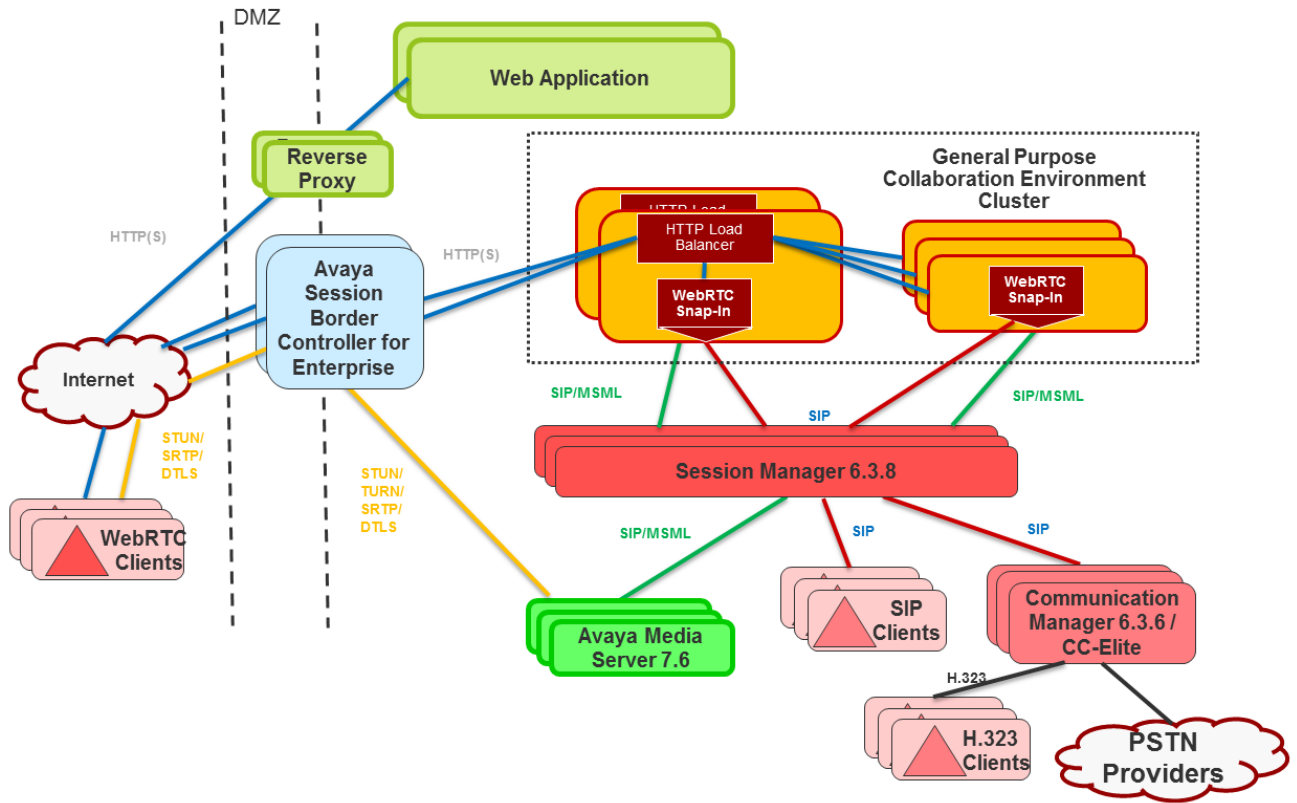 DMZ
Web Application
Reverse
Proxy
General Purpose
Collaboration Environment
Cluster
HTTP Load
HTTP Load
Balancer
WebRTC
Snap-In
WebRTC
Snap-In
HTTP(S)
HTTP(S)
Avaya
Session
Border
Controller for
Enterprise
Internet
SIP/MSML
SIP
SIP/MSML
STUN/
SRTP/
DTLS
STUN/
TURN/
SRTP/
DTLS
Session Manager 6.3.8
WebRTC
Clients
SIP/MSML
SIP
SIP
SIP
Clients
Communication
Manager 6.3.6 /
CC-Elite
Avaya Media
Server 7.6
H.323
H.323
Clients
PSTN
Providers